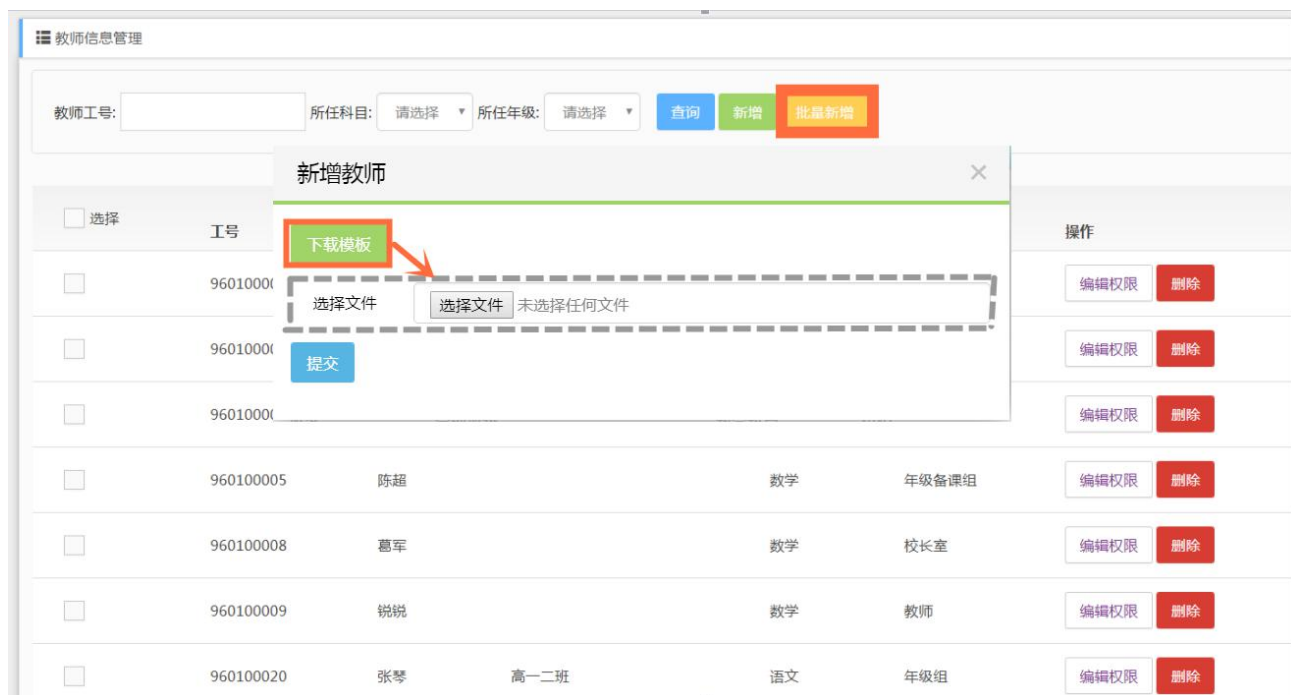 教师信息管理
教师工号: 所任科目: 请选择 所任年级: 请选择 查询 新增 批量新增
新增教师 ×
选择 工号 操作
下载模板
9601000 编辑权限 删除
选择文件 选择文件 未选择任何文件
9601000 编辑权限 删除
提交
9601000 编辑权限 删除
960100005 陈超 数学 年级备课组 编辑权限 删除
960100008 葛军 数学 校长室 编辑权限 删除
960100009 锐锐 数学 教师 编辑权限 删除
960100020 张琴 高一二班 语文 年级组 编辑权限 删除